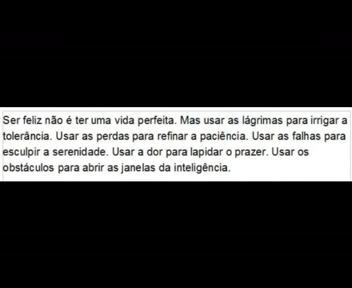 Ser feliz não é ter uma vida perfeita. Mas usar as lágrimas para irrigar a
tolerância. Usar as perdas para refinar a paciência. Usar as falhas para
esculpir a serenidade. Usar a dor para lapidar o prazer. Usar os
obstáculos para abrir as janelas da inteligência.